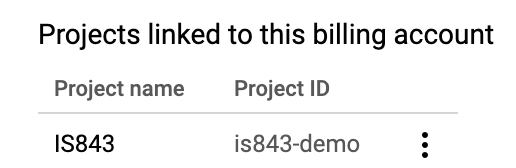 Projects linked to this billing account
Project name Project ID
IS843 is843-demo